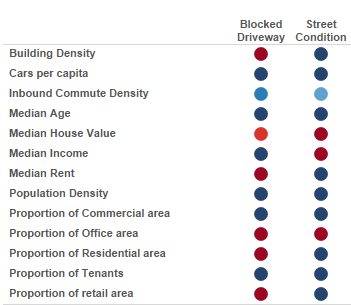 Blocked Street
Driveway Condition
Building Density
Cars per capita
Inbound Commute Density
Median Age
Median House Value
Median Income
Median Rent
Population Density
Proportion of Commercial area
Proportion of Office area
Proportion of Residential area
Proportion of Tenants
Proportion of retail area